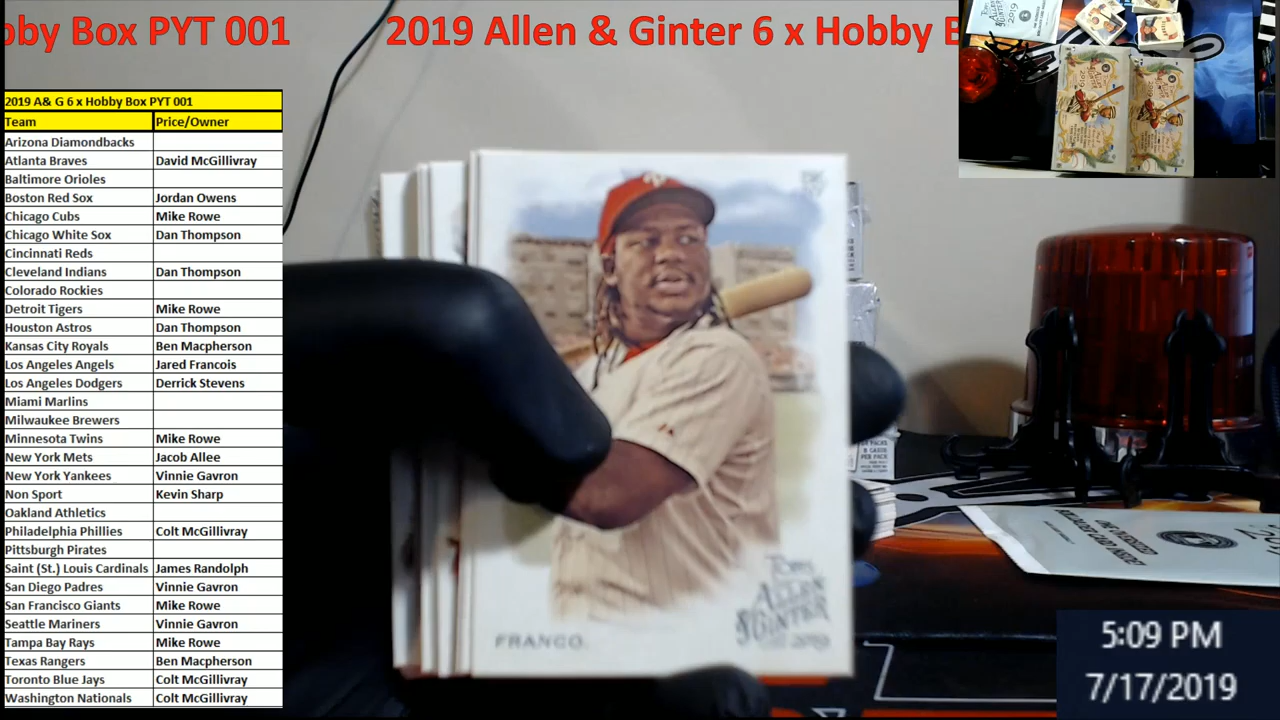 bby Box PYT 001
2019 Allen & Ginter 6 x Hobby B
2019 A& G 6 x Hobby Box PYT 001
Team Price/Owner
Arizona Diamondbacks
Atlanta Braves David McGillivray
Baltimore Orioles
Boston Red Sox Jordan Owens
Chicago Cubs Mike Rowe
Chicago White Sox Dan Thompson
Cincinnati Reds
Cleveland Indians Dan Thompson
Colorado Rockies
Detroit Tigers Mike Rowe
Houston Astros Dan Thompson
Kansas City Royals Ben Macpherson
Los Angeles Angels Jared Francois
Los Angeles Dodgers Derrick Stevens
Miami Marlins
Milwaukee Brewers
Minnesota Twins Mike Rowe
New York Mets Jacob Allee
New York Yankees Vinnie Gavron
Non Sport Kevin Sharp
Oakland Athletics
Philadelphia Phillies Colt McGillivray
Pittsburgh Pirates
Saint (St.) Louis Cardinals James Randolph
San Diego Padres Vinnie Gavron
San Francisco Giants Mike Rowe
Seattle Mariners Vinnie Gavron
Tampa Bay Rays Mike Rowe
Texas Rangers Ben Macpherson
Toronto Blue Jays Colt McGillivray
Washington Nationals Colt McGillivray
FRANCO.
Topps
ALLEN
& GINTER
2019
5:09 PM
7/17/2019